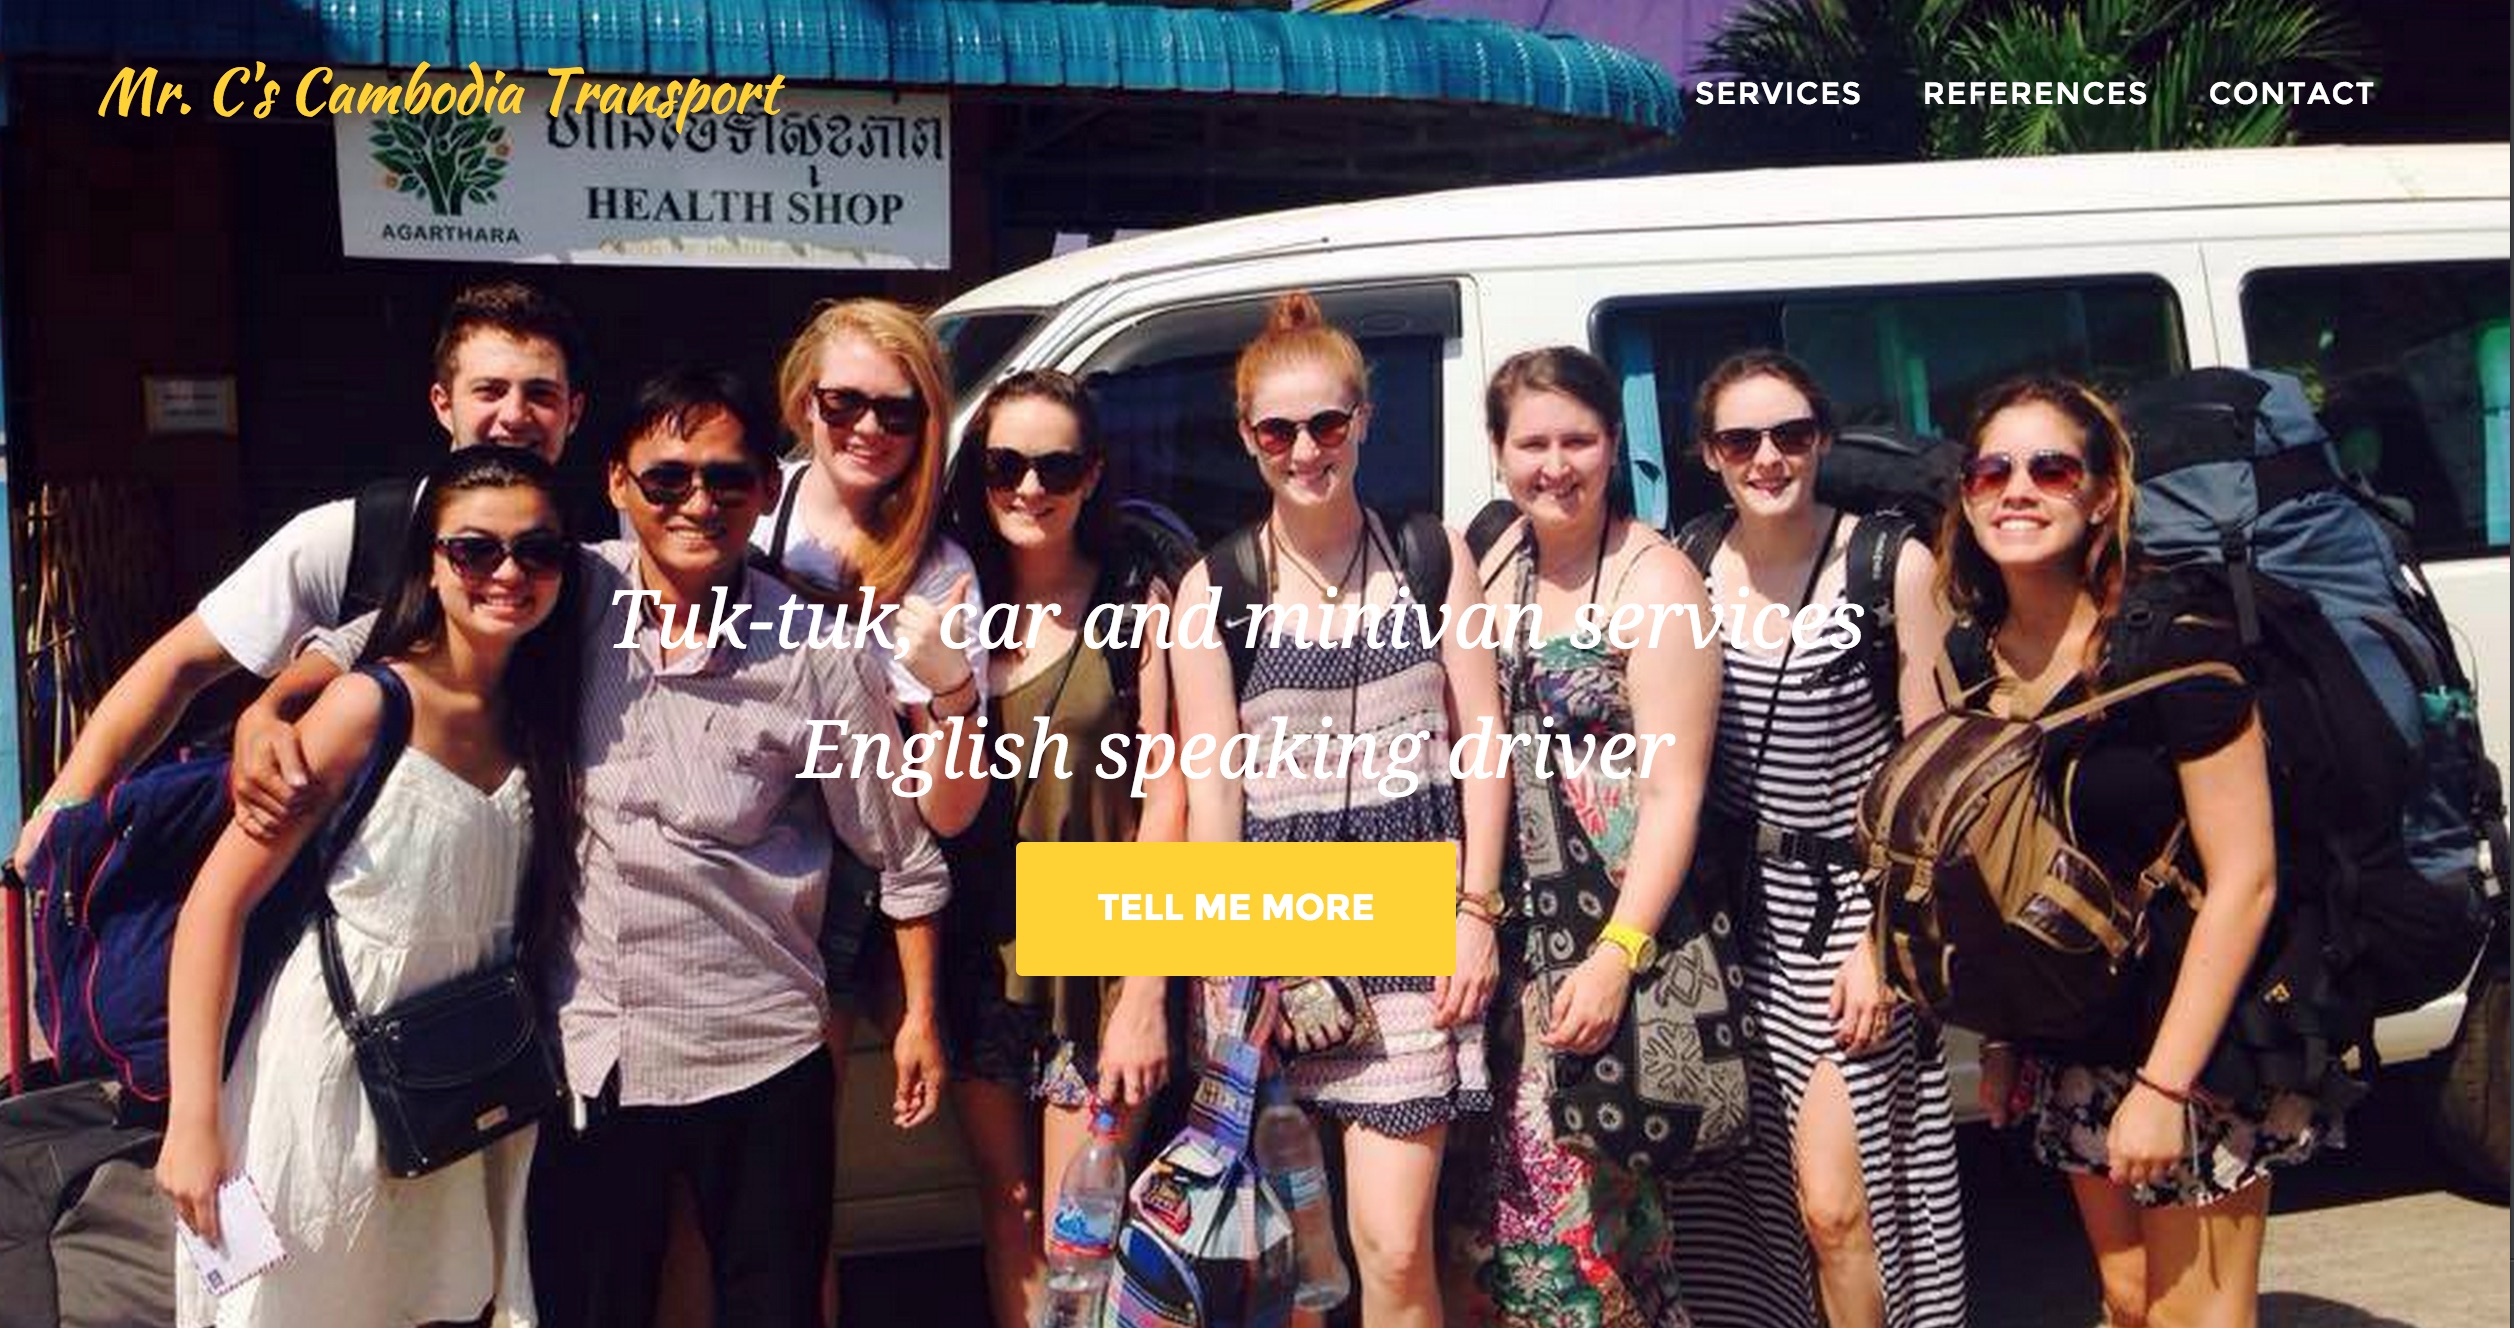 Mr. C's Cambodia Transport
SERVICES REFERENCES CONTACT
HEALTH SHOP
AGARTHARA
Tuk-tuk, car and minivan services
English speaking driver
TELL ME MORE